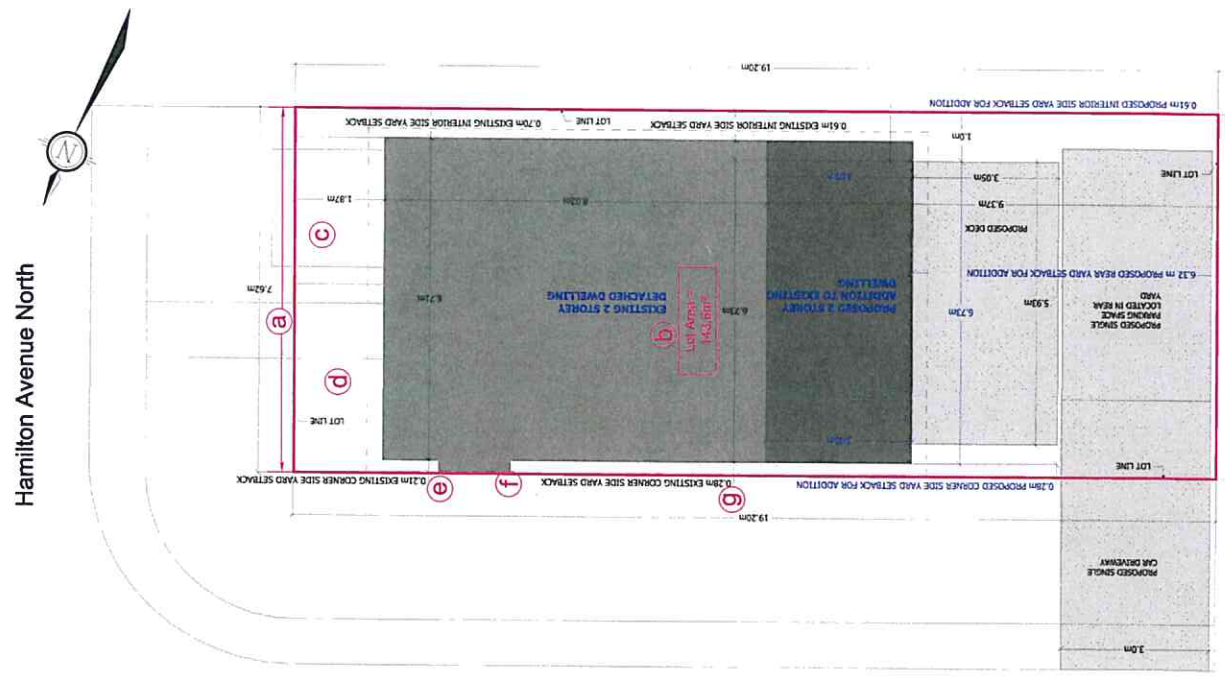 Hamilton Avenue North
N
19.20m
0.61m PROPOSED INTERIOR SIDE YARD SETBACK FOR ADDITION
0.70m EXISTING INTERIOR SIDE YARD SETBACK
LOT LINE
0.61m EXISTING INTERIOR SIDE YARD SETBACK
1.0m
LOT LINE
1.87m
8.02m
3.05m
9.37m
PROPOSED DECK
c
7.62m
a
6.71m
EXISTING 2 STOREY
DETACHED DWELLING
b
Lot Area =
143.6m²
6.73m
PROPOSED 2 STOREY
ADDITION TO EXISTING
DWELLING
6.73m
5.93m
6.32 m PROPOSED REAR YARD SETBACK FOR ADDITION
PROPOSED SINGLE
PARKING SPACE
LOCATED IN REAR
YARD
d
LOT LINE
LOT LINE
0.21m EXISTING CORNER SIDE YARD SETBACK
e
f
0.28m EXISTING CORNER SIDE YARD SETBACK
g
0.28m PROPOSED CORNER SIDE YARD SETBACK FOR ADDITION
19.20m
PROPOSED SINGLE
CAR DRIVEWAY
3.0m